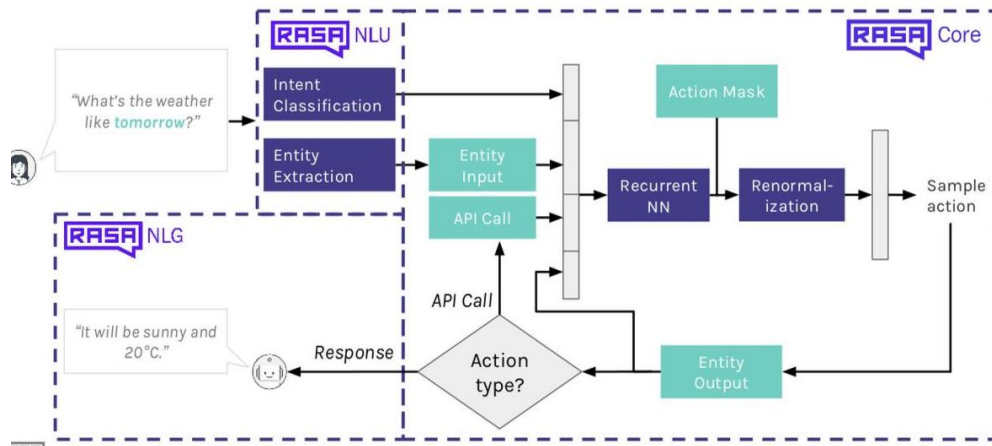 RASA NLU
RASA Core
"What's the weather
like tomorrow?"
Intent
Classification
Action Mask
Entity
Extraction
Entity
Input
Recurrent
NN
Renormal-
ization
Sample
action
API Call
RASA NLG
API Call
"It will be sunny and
20°C."
Response
Action
type?
Entity
Output